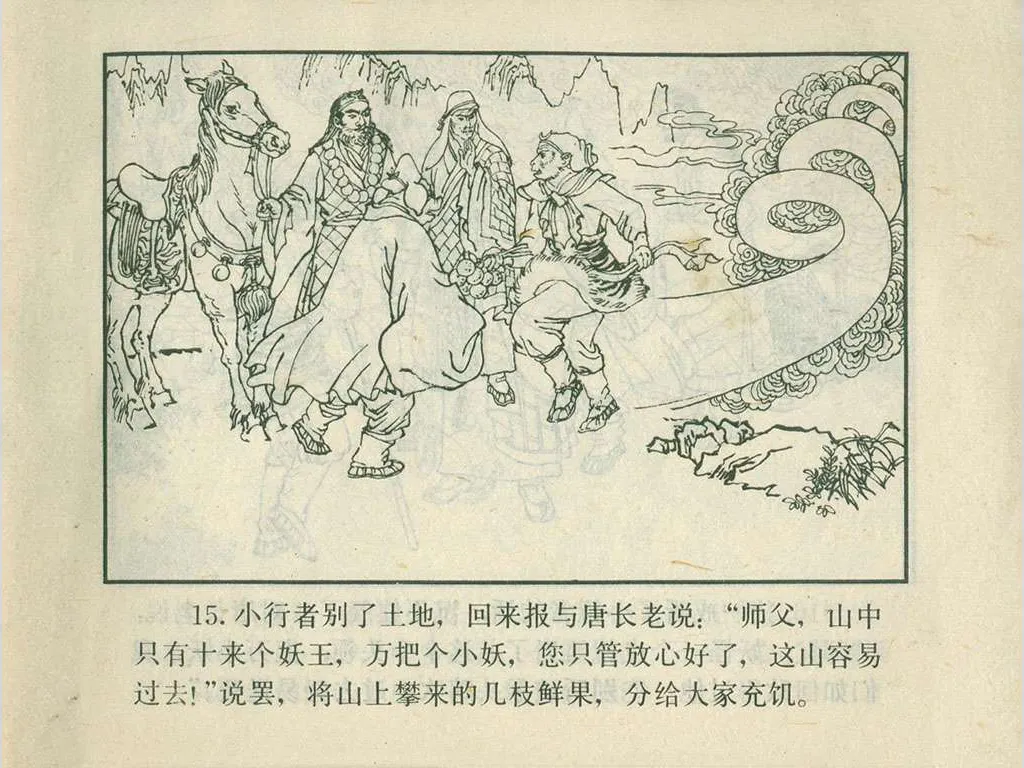 15. 小行者别了土地，回来报与唐长老说：“师父，山中
只有十来个妖王，万把个小妖，您只管放心好了，这山容易
过去！”说罢，将山上攀来的几枝鲜果，分给大家充饥。